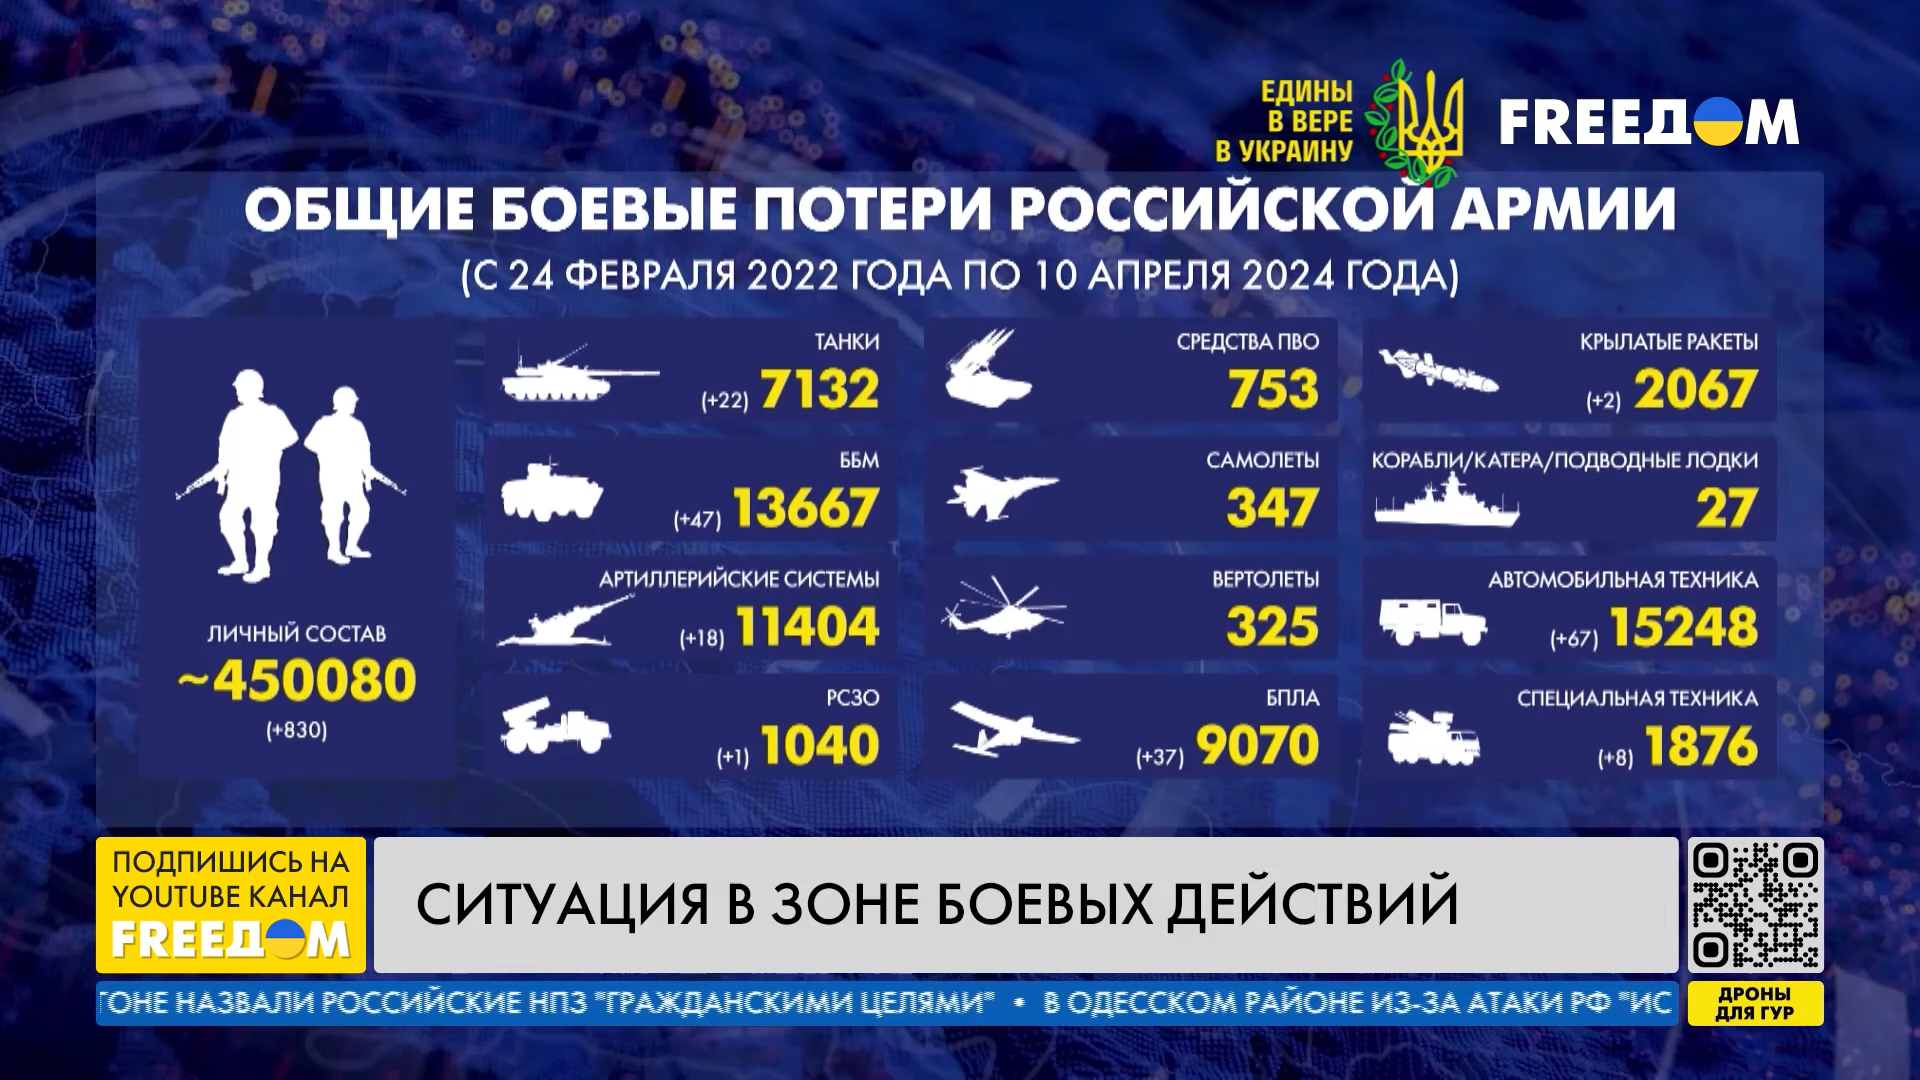 ЕДИНЫ
В ВЕРЕ
В УКРАИНУ
FREEДOM
ОБЩИЕ БОЕВЫЕ ПОТЕРИ РОССИЙСКОЙ АРМИИ
(С 24 ФЕВРАЛЯ 2022 ГОДА ПО 10 АПРЕЛЯ 2024 ГОДА)
ЛИЧНЫЙ СОСТАВ
~450080
(+830)
ТАНКИ
(+22) 7132
ББМ
(+47) 13667
АРТИЛЛЕРИЙСКИЕ СИСТЕМЫ
(+18) 11404
РСЗО
(+1) 1040
СРЕДСТВА ПВО
753
САМОЛЕТЫ
347
ВЕРТОЛЕТЫ
325
БПЛА
(+37) 9070
КРЫЛАТЫЕ РАКЕТЫ
(+2) 2067
КОРАБЛИ/КАТЕРА/ПОДВОДНЫЕ ЛОДКИ
27
АВТОМОБИЛЬНАЯ ТЕХНИКА
(+67) 15248
СПЕЦИАЛЬНАЯ ТЕХНИКА
(+8) 1876
ПОДПИШИСЬ НА
YOUTUBE КАНАЛ
FREEДOM
СИТУАЦИЯ В ЗОНЕ БОЕВЫХ ДЕЙСТВИЙ
ТОНЕ НАЗВАЛИ РОССИЙСКИЕ НПЗ "ГРАЖДАНСКИМИ ЦЕЛЯМИ" • В ОДЕССКОМ РАЙОНЕ ИЗ-ЗА АТАКИ РФ "ИС
ДРОНЫ
ДЛЯ ГУР